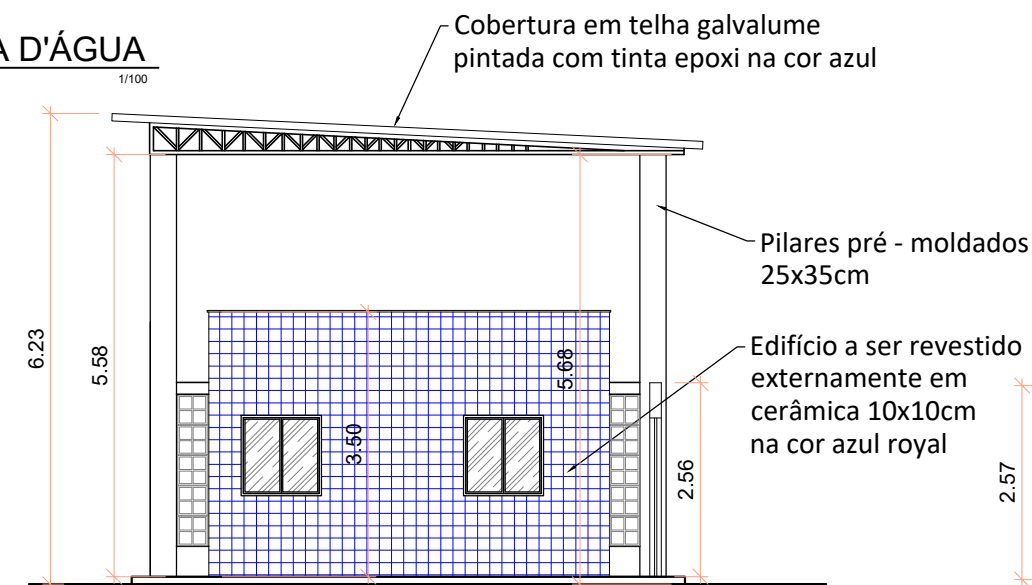 A D'ÁGUA
1/100
Cobertura em telha galvalume
pintada com tinta epoxi na cor azul
Pilares pré - moldados
25x35cm
Edifício a ser revestido
externamente em
cerâmica 10x10cm
na cor azul royal
6.23
5.58
3.50
5.68
2.56
2.57